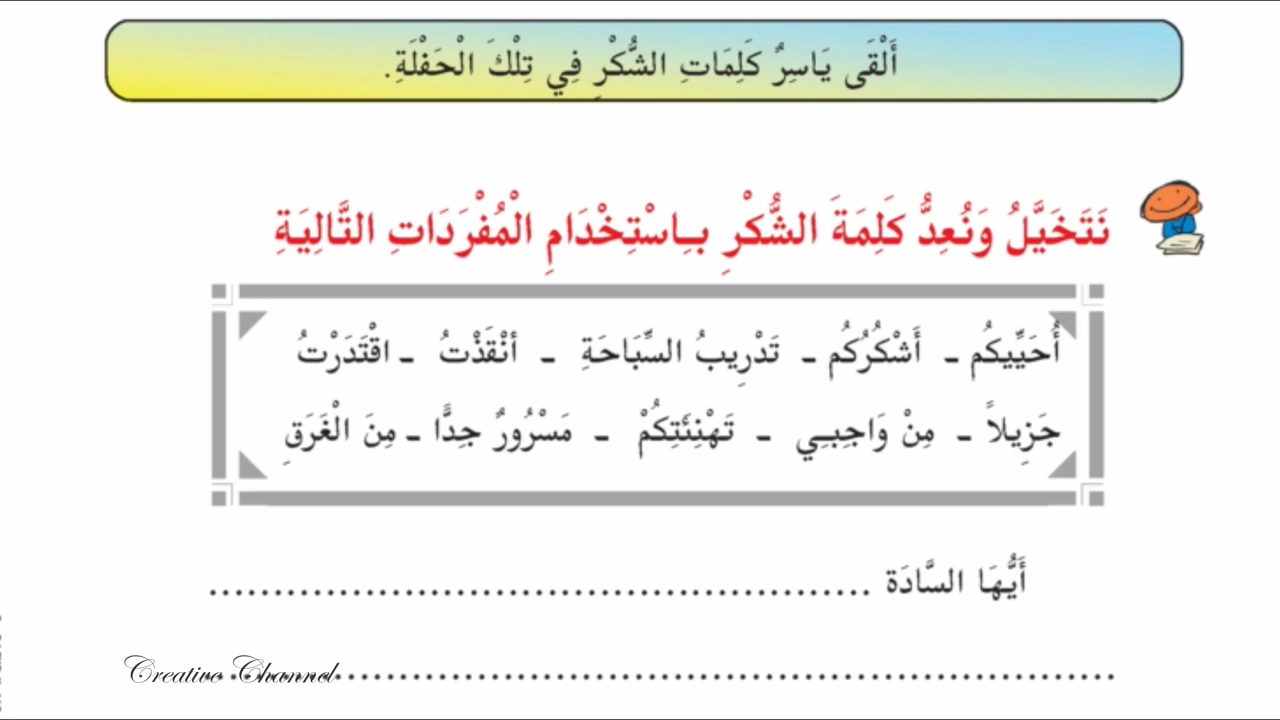 أَلْقَى يَاسِرٌ كَلِمَاتِ الشُّكْرِ فِي تِلْكَ الْحَفْلَةِ.
نَتَخَيَّلُ وَنُعِدُّ كَلِمَةَ الشُّكْرِ بِاسْتِخْدَامِ الْمُفْرَدَاتِ التَّالِيَةِ
أُحَيِّيكُم ـ أَشْكُرُكُم ـ تَدْرِيبُ السِّبَاحَةِ ـ أنْقَذْتُ ـ اقْتَدَرْتُ
جَزِيلاً ـ مِنْ وَاجِبِي ـ تَهْنِئَتِكُمْ ـ مَسْرُورٌ جِدًّا ـ مِنَ الْغَرَقِ
أَيُّهَا السَّادَة ..................................................
Creative Channel